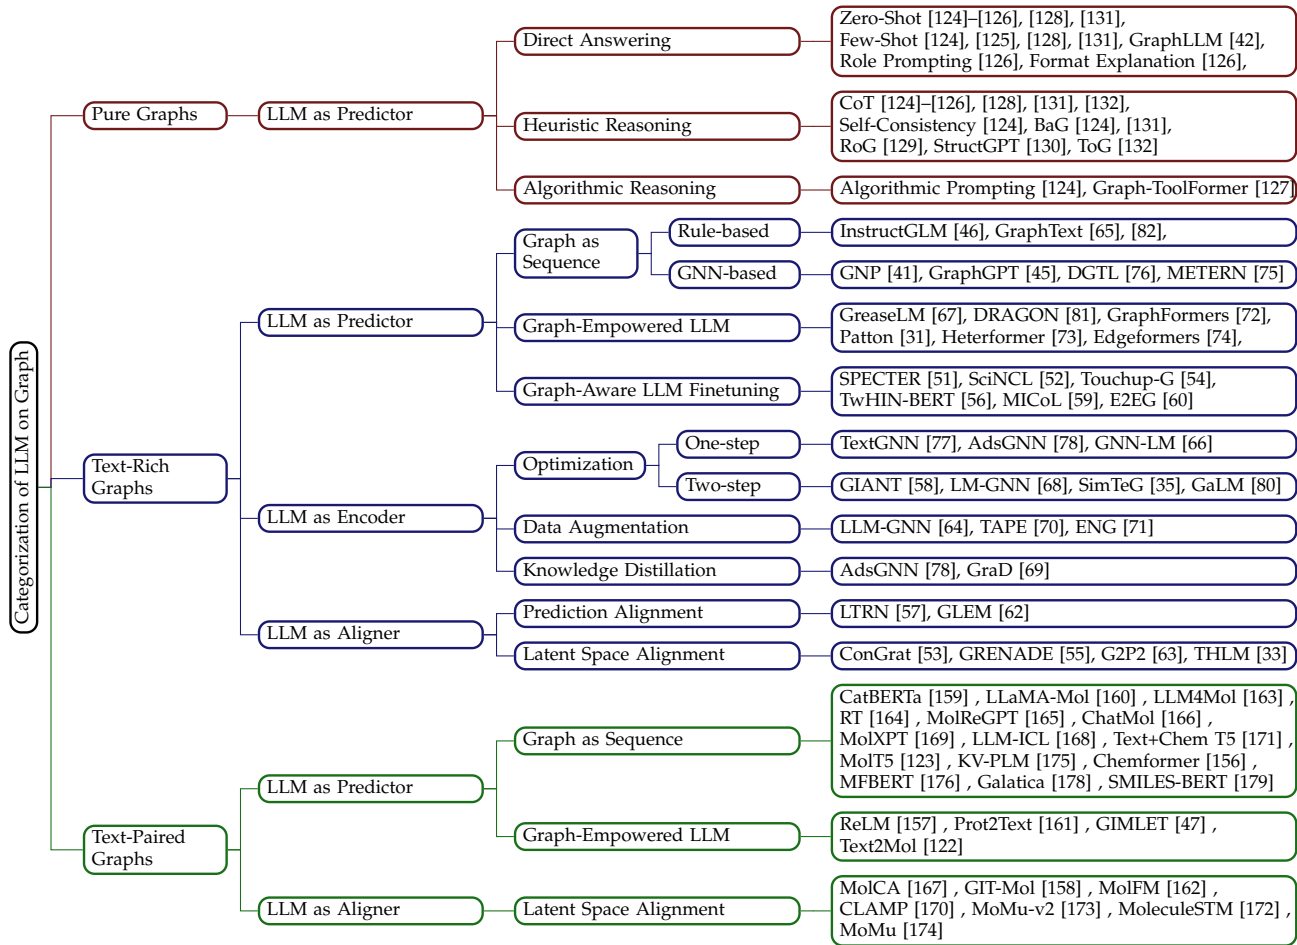 Categorization of LLM on Graph
Pure Graphs
LLM as Predictor
Direct Answering
Zero-Shot [124]–[126], [128], [131],
Few-Shot [124], [125], [128], [131], GraphLLM [42],
Role Prompting [126], Format Explanation [126],
Heuristic Reasoning
CoT [124]–[126], [128], [131], [132],
Self-Consistency [124], BaG [124], [131],
RoG [129], StructGPT [130], ToG [132]
Algorithmic Reasoning
Algorithmic Prompting [124], Graph-ToolFormer [127]
Text-Rich
Graphs
LLM as Predictor
Graph as
Sequence
Rule-based
InstructGLM [46], GraphText [65], [82],
GNN-based
GNP [41], GraphGPT [45], DGTL [76], METERN [75]
Graph-Empowered LLM
GreaseLM [67], DRAGON [81], GraphFormers [72],
Patton [31], Heterformer [73], Edgeformers [74],
Graph-Aware LLM Finetuning
SPECTER [51], SciNCL [52], Touchup-G [54],
TwHIN-BERT [56], MICoL [59], E2EG [60]
LLM as Encoder
Optimization
One-step
TextGNN [77], AdsGNN [78], GNN-LM [66]
Two-step
GIANT [58], LM-GNN [68], SimTeG [35], GaLM [80]
Data Augmentation
LLM-GNN [64], TAPE [70], ENG [71]
Knowledge Distillation
AdsGNN [78], GraD [69]
LLM as Aligner
Prediction Alignment
LTRN [57], GLEM [62]
Latent Space Alignment
ConGrat [53], GRENADE [55], G2P2 [63], THLM [33]
Text-Paired
Graphs
LLM as Predictor
Graph as Sequence
CatBERTa [159] , LLaMA-Mol [160] , LLM4Mol [163] ,
RT [164] , MolReGPT [165] , ChatMol [166] ,
MolXPT [169] , LLM-ICL [168] , Text+Chem T5 [171] ,
MolT5 [123] , KV-PLM [175] , Chemformer [156] ,
MFBERT [176] , Galatica [178] , SMILES-BERT [179]
Graph-Empowered LLM
ReLM [157] , Prot2Text [161] , GIMLET [47] ,
Text2Mol [122]
LLM as Aligner
Latent Space Alignment
MolCA [167] , GIT-Mol [158] , MolFM [162] ,
CLAMP [170] , MoMu-v2 [173] , MoleculeSTM [172] ,
MoMu [174]